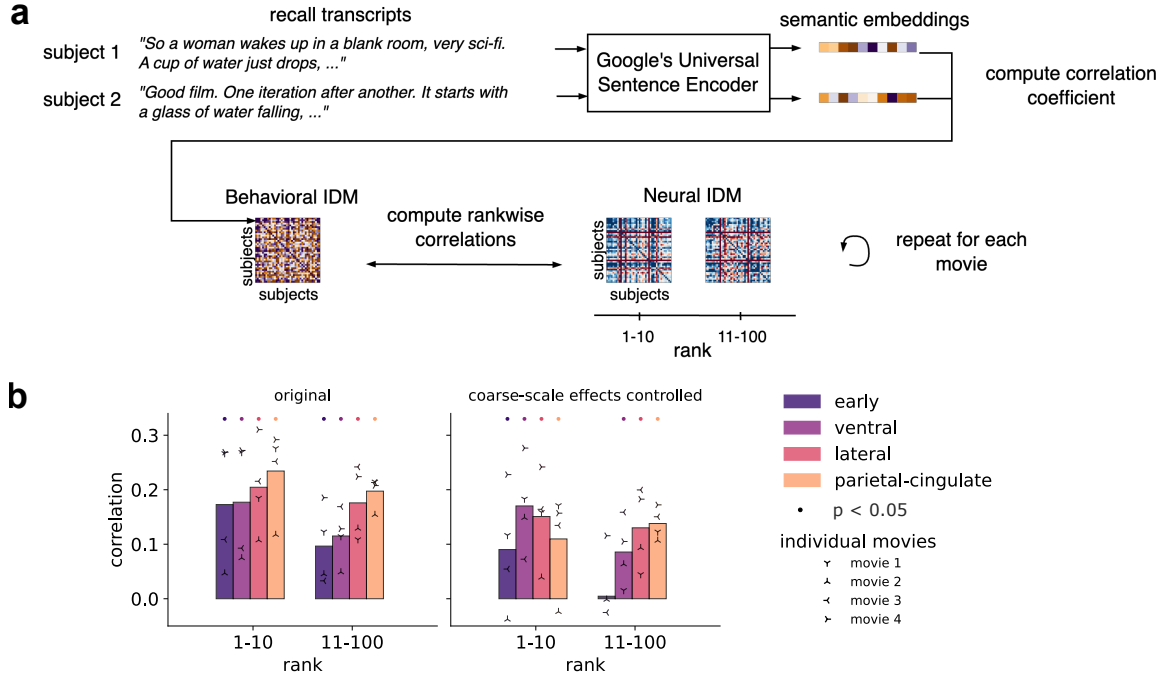 a
recall transcripts
subject 1
"So a woman wakes up in a blank room, very sci-fi.
A cup of water just drops, ..."
subject 2
"Good film. One iteration after another. It starts with
a glass of water falling, ..."
Google's Universal
Sentence Encoder
semantic embeddings
compute correlation
coefficient
Behavioral IDM
subjects
subjects
compute rankwise
correlations
Neural IDM
subjects
subjects
1-10
11-100
rank
repeat for each
movie
b
original
coarse-scale effects controlled
correlation
0.3
0.2
0.1
0.0
1-10
11-100
rank
1-10
11-100
rank
early
ventral
lateral
parietal-cingulate
p < 0.05
individual movies
movie 1
movie 2
movie 3
movie 4